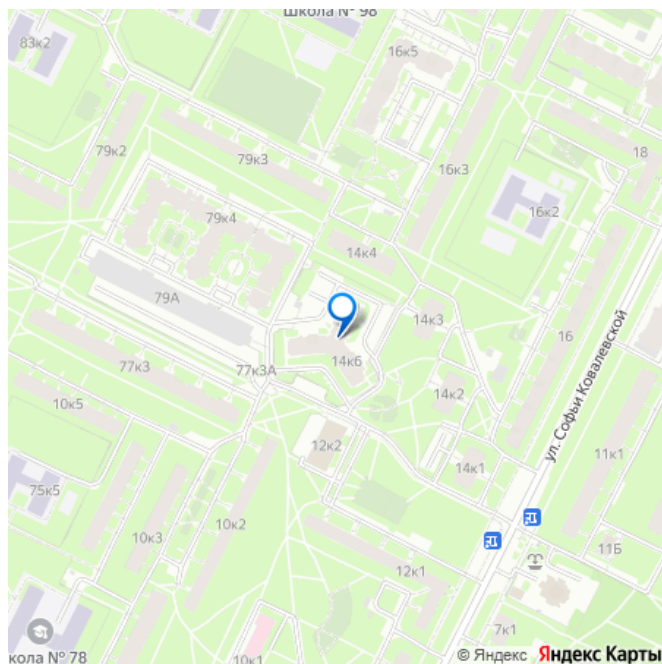 Школа № 98
83к2
16к5
79к2
79к3
16к3
18
16к2
79к4
14к4
79А
14к3
16
77к3
77к3А
14к6
ул. Софьи Ковалевской
10к5
14к2
12к2
14к1
11к1
75к5
10к3
10к2
11Б
12к1
7к1
кола № 78
10к1
© Яндекс Яндекс Карты